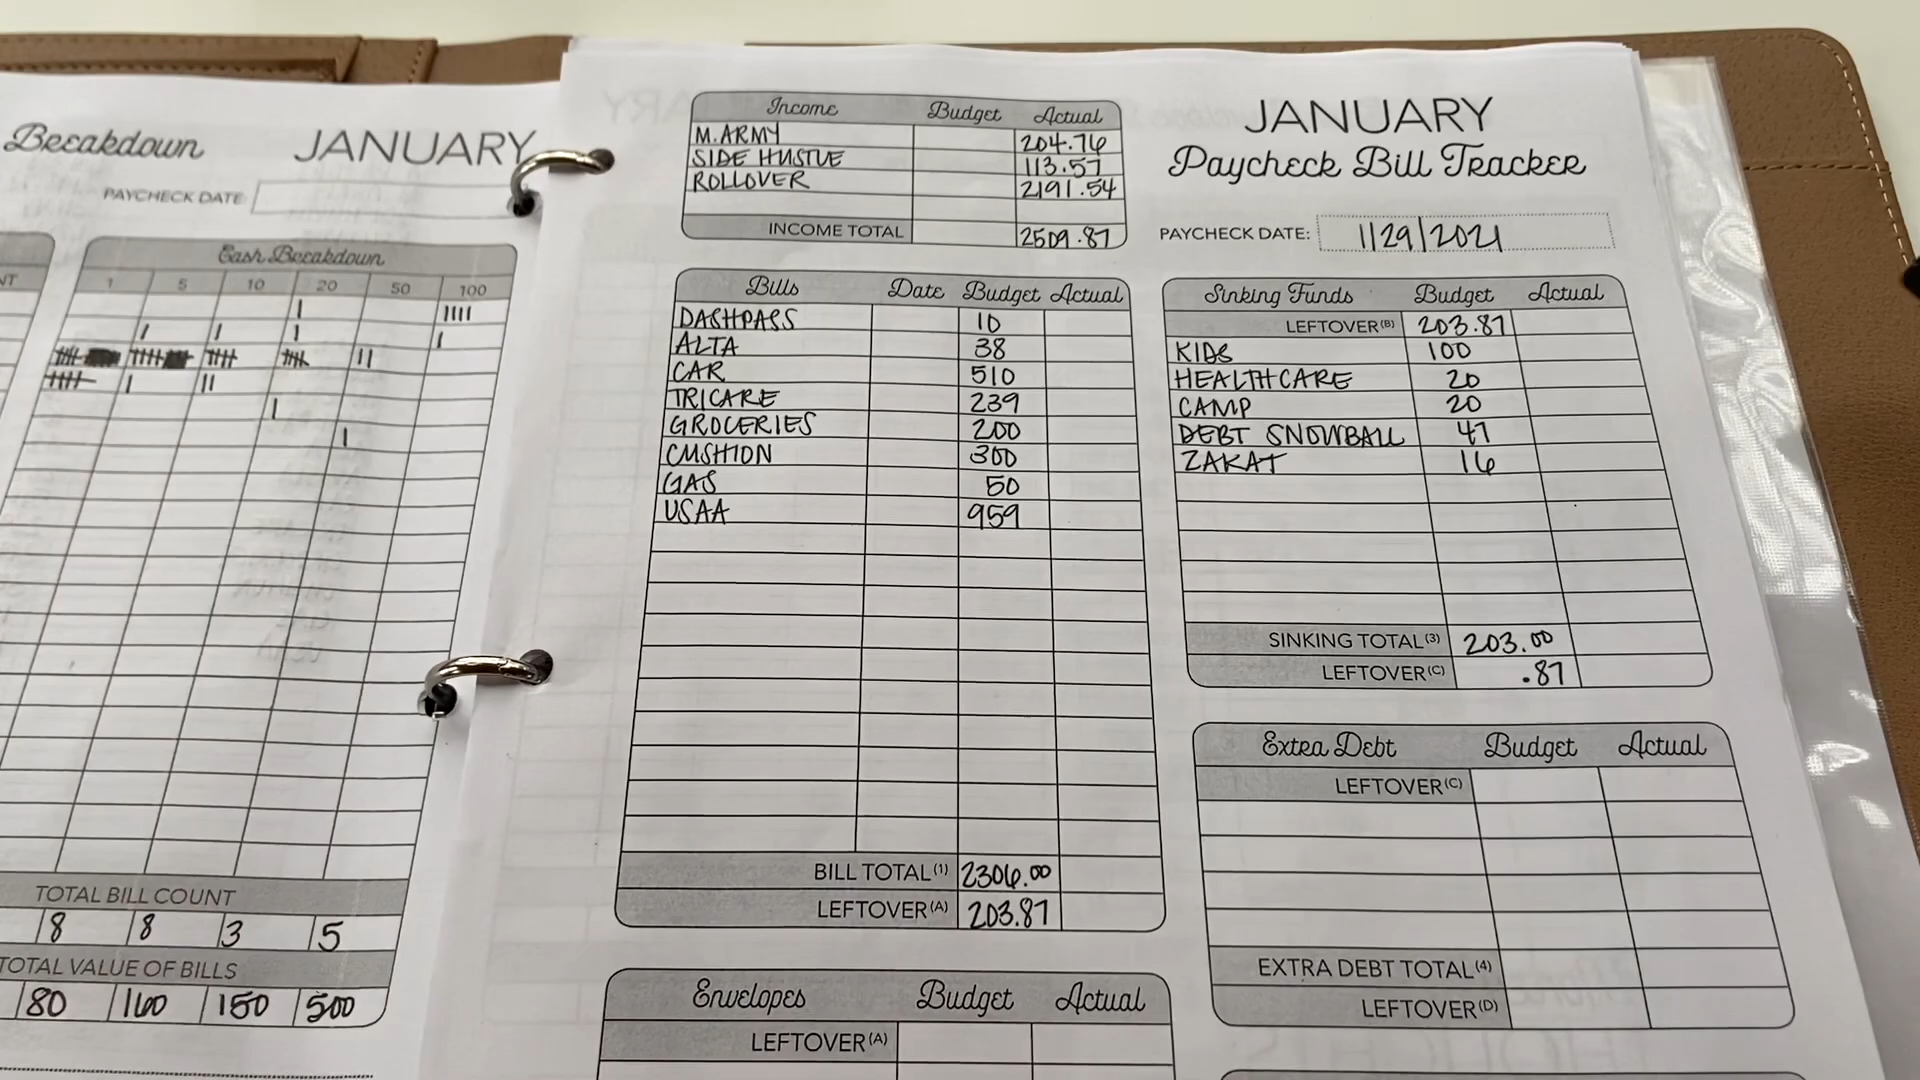 Breakdown JANUARY
PAYCHECK DATE:
NT
Cash Breakdown
1 5 10 20 50 100
TOTAL BILL COUNT
8 8 3 5
TOTAL VALUE OF BILLS
80 160 150 500
Income Budget Actual
M. ARMY 204.76
SIDE HUSTLE 113.57
ROLLOVER 2191.54
INCOME TOTAL 2509.87
JANUARY
Paycheck Bill Tracker
PAYCHECK DATE: 1/29/2021
Bills Date Budget Actual
DASHPASS 10
ALTA 38
CAR 510
TRICARE 239
GROCERIES 200
CUSHION 300
GAS 50
USAA 959
BILL TOTAL (1) 2306.00
LEFTOVER (A) 203.87
Sinking Funds Budget Actual
LEFTOVER (B) 203.87
KIDS 100
HEALTHCARE 20
CAMP 20
DEBT SNOWBALL 47
ZAKAT 16
SINKING TOTAL (3) 203.00
LEFTOVER (C) .87
Extra Debt Budget Actual
LEFTOVER (C)
EXTRA DEBT TOTAL (4)
LEFTOVER (D)
Envelopes Budget Actual
LEFTOVER (A)